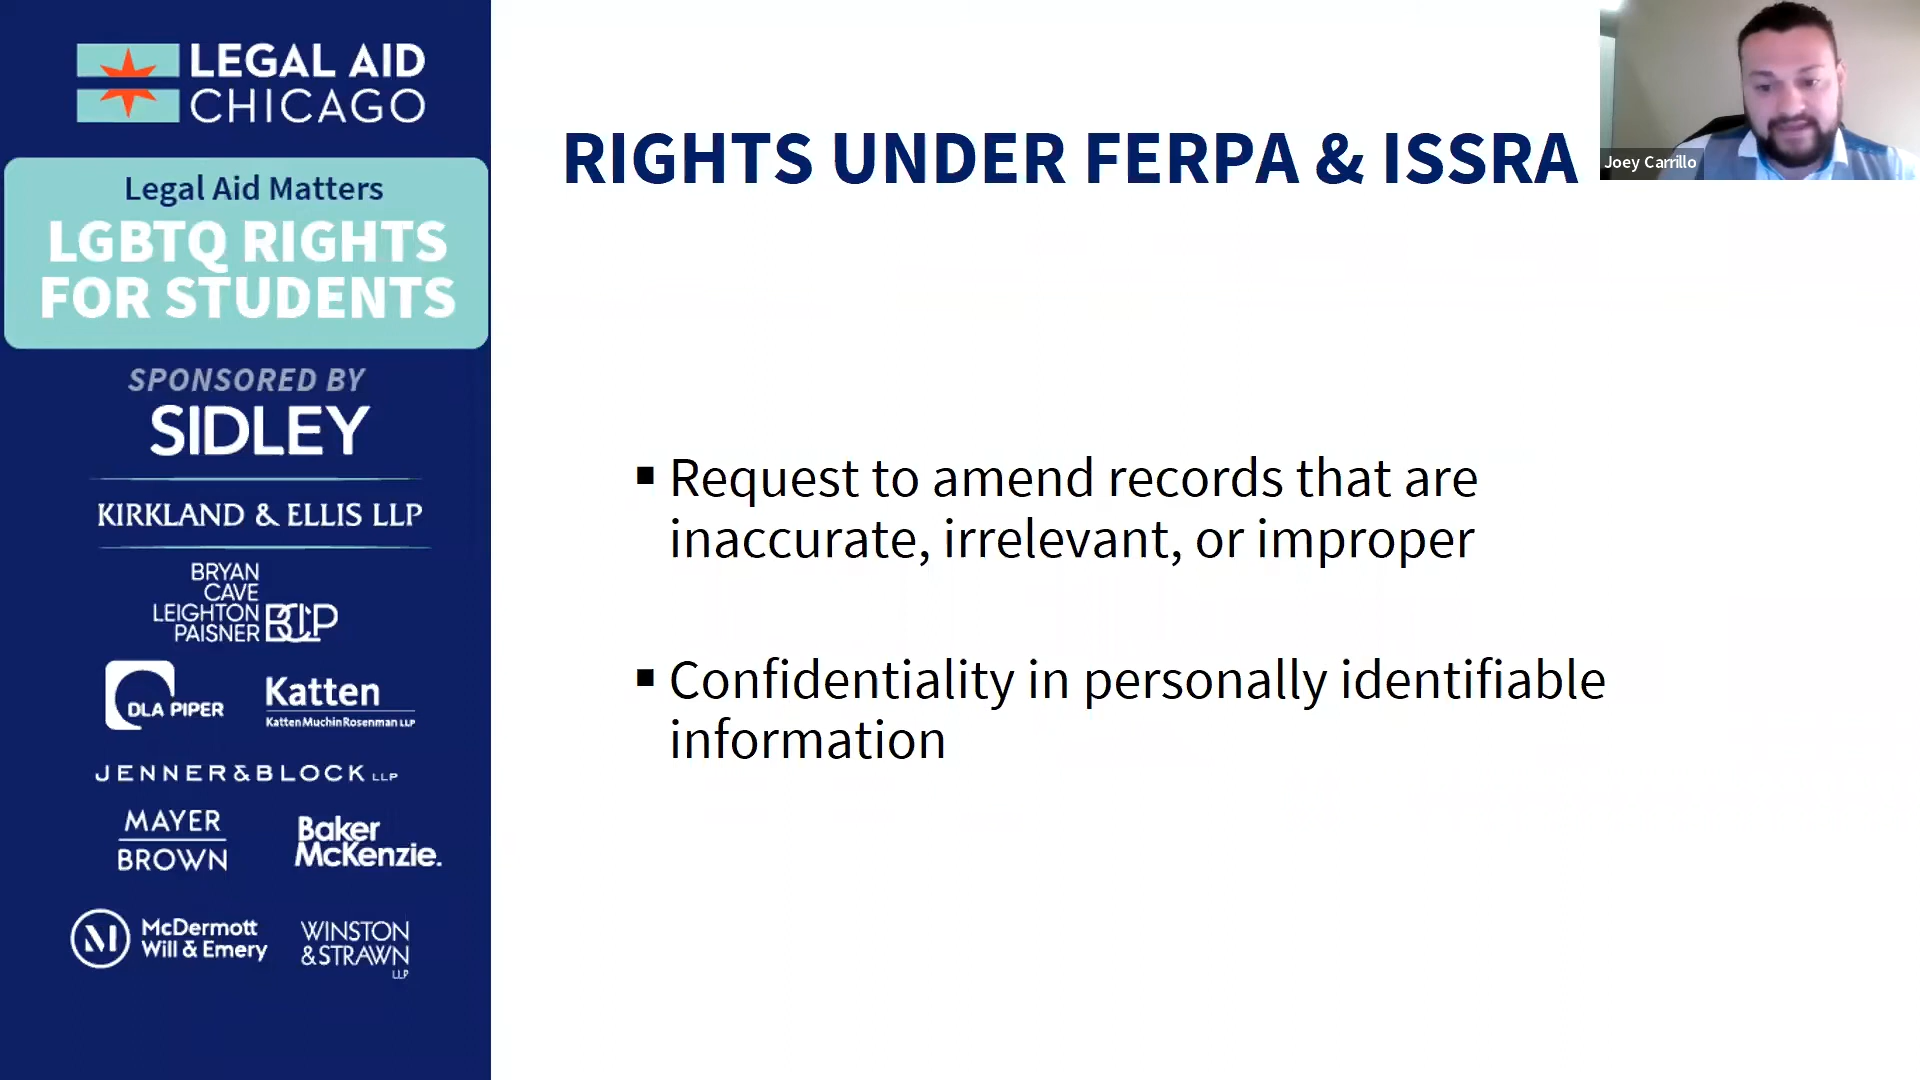 LEGAL AID
CHICAGO
Legal Aid Matters
LGBTQ RIGHTS
FOR STUDENTS
SPONSORED BY
SIDLEY
KIRKLAND & ELLIS LLP
BRYAN
CAVE
LEIGHTON
PAISNER BCLP
DLA PIPER
Katten
KattenMuchinRosenman LLP
JENNER&BLOCK LLP
MAYER
BROWN
Baker
McKenzie.
M
McDermott
Will & Emery
WINSTON
&STRAWN
LLP
RIGHTS UNDER FERPA & ISSRA
▪ Request to amend records that are
inaccurate, irrelevant, or improper
▪ Confidentiality in personally identifiable
information
Joey Carrillo